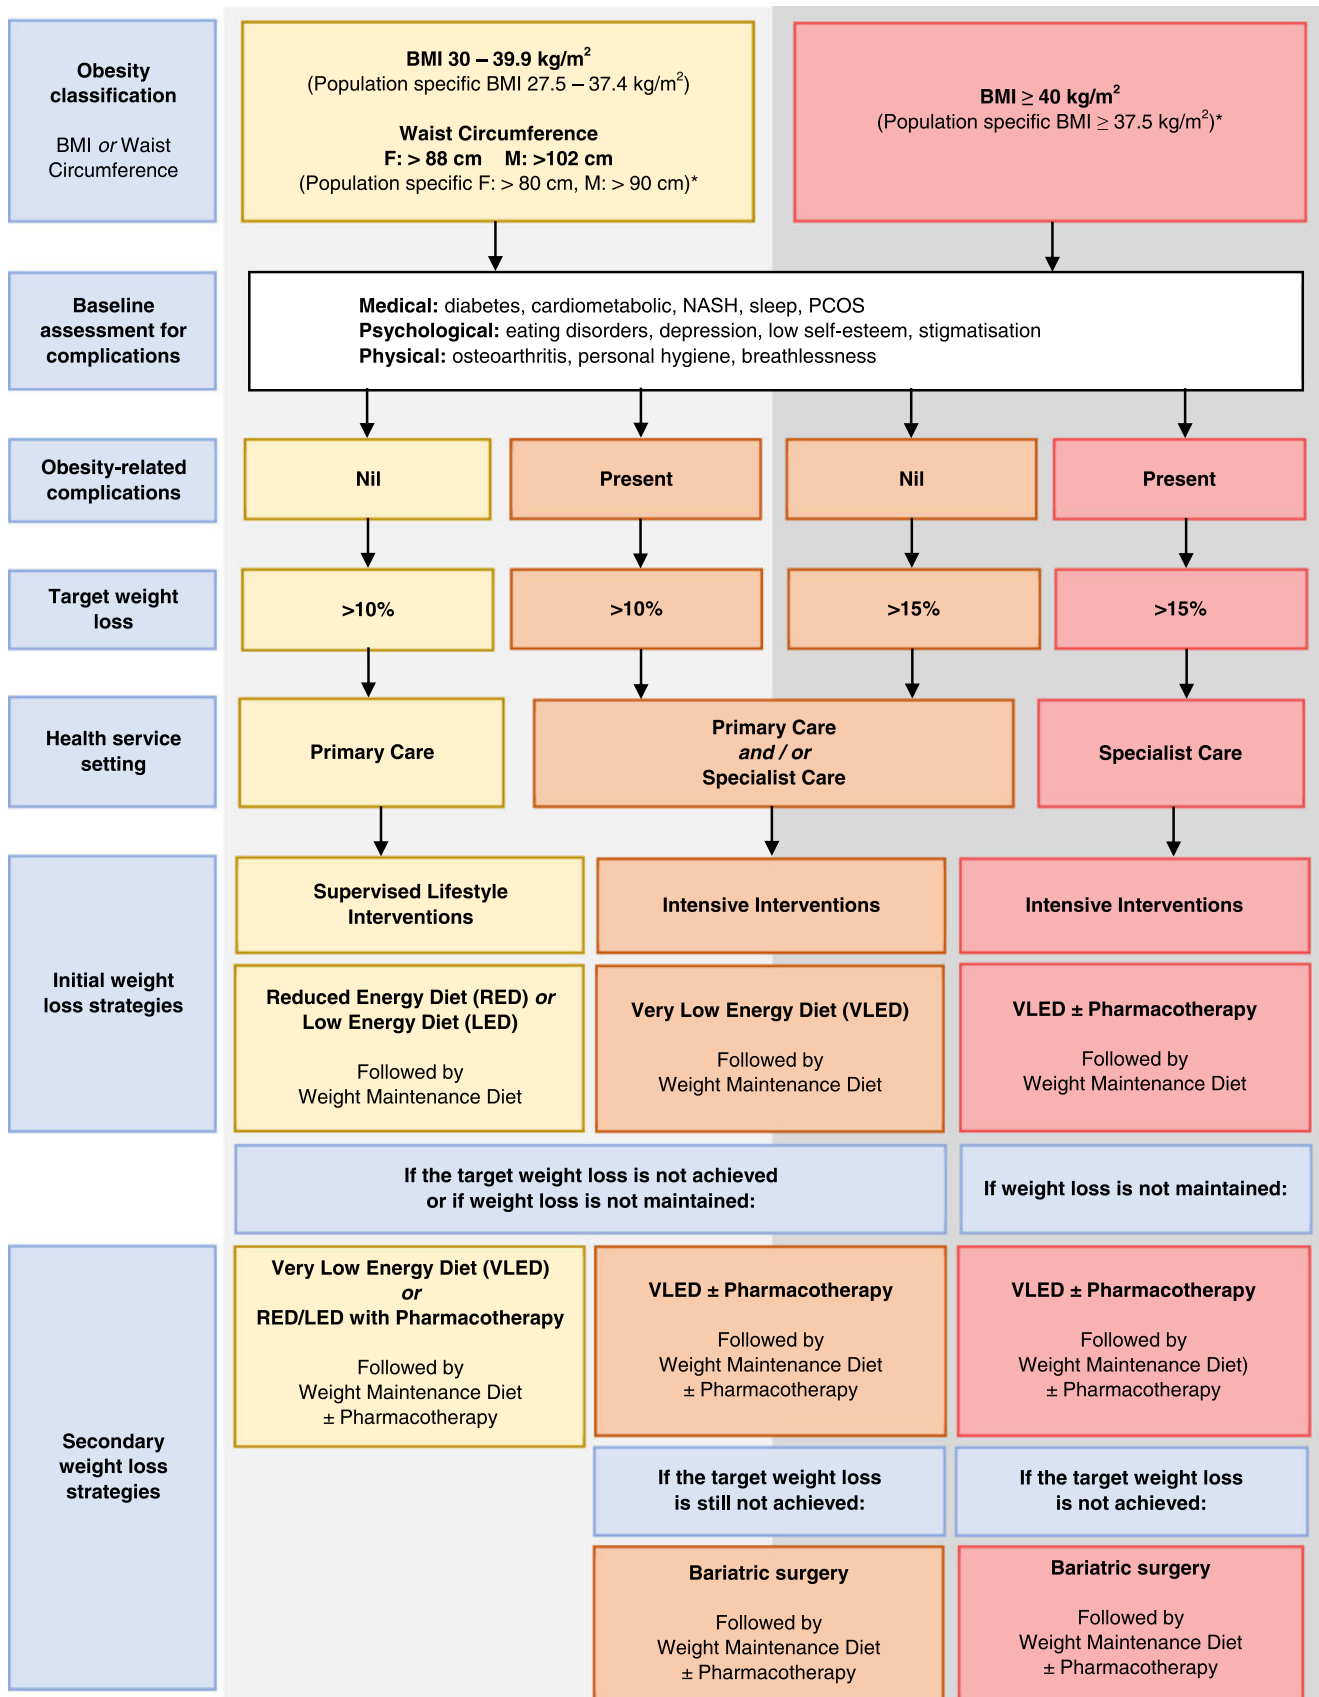 Obesity
classification
BMI or Waist
Circumference
BMI 30 – 39.9 kg/m²
(Population specific BMI 27.5 – 37.4 kg/m²)
Waist Circumference
F: > 88 cm M: >102 cm
(Population specific F: > 80 cm, M: > 90 cm)*
BMI ≥ 40 kg/m²
(Population specific BMI ≥ 37.5 kg/m²)*
Baseline
assessment for
complications
Medical: diabetes, cardiometabolic, NASH, sleep, PCOS
Psychological: eating disorders, depression, low self-esteem, stigmatisation
Physical: osteoarthritis, personal hygiene, breathlessness
Obesity-related
complications
Nil
Present
Nil
Present
Target weight
loss
>10%
>10%
>15%
>15%
Health service
setting
Primary Care
Primary Care
and / or
Specialist Care
Specialist Care
Initial weight
loss strategies
Supervised Lifestyle
Interventions
Intensive Interventions
Intensive Interventions
Reduced Energy Diet (RED) or
Low Energy Diet (LED)
Followed by
Weight Maintenance Diet
Very Low Energy Diet (VLED)
Followed by
Weight Maintenance Diet
VLED ± Pharmacotherapy
Followed by
Weight Maintenance Diet
If the target weight loss is not achieved
or if weight loss is not maintained:
If weight loss is not maintained:
Secondary
weight loss
strategies
Very Low Energy Diet (VLED)
or
RED/LED with Pharmacotherapy
Followed by
Weight Maintenance Diet
± Pharmacotherapy
VLED ± Pharmacotherapy
Followed by
Weight Maintenance Diet
± Pharmacotherapy
VLED ± Pharmacotherapy
Followed by
Weight Maintenance Diet)
± Pharmacotherapy
If the target weight loss
is still not achieved:
If the target weight loss
is not achieved:
Bariatric surgery
Followed by
Weight Maintenance Diet
± Pharmacotherapy
Bariatric surgery
Followed by
Weight Maintenance Diet
± Pharmacotherapy